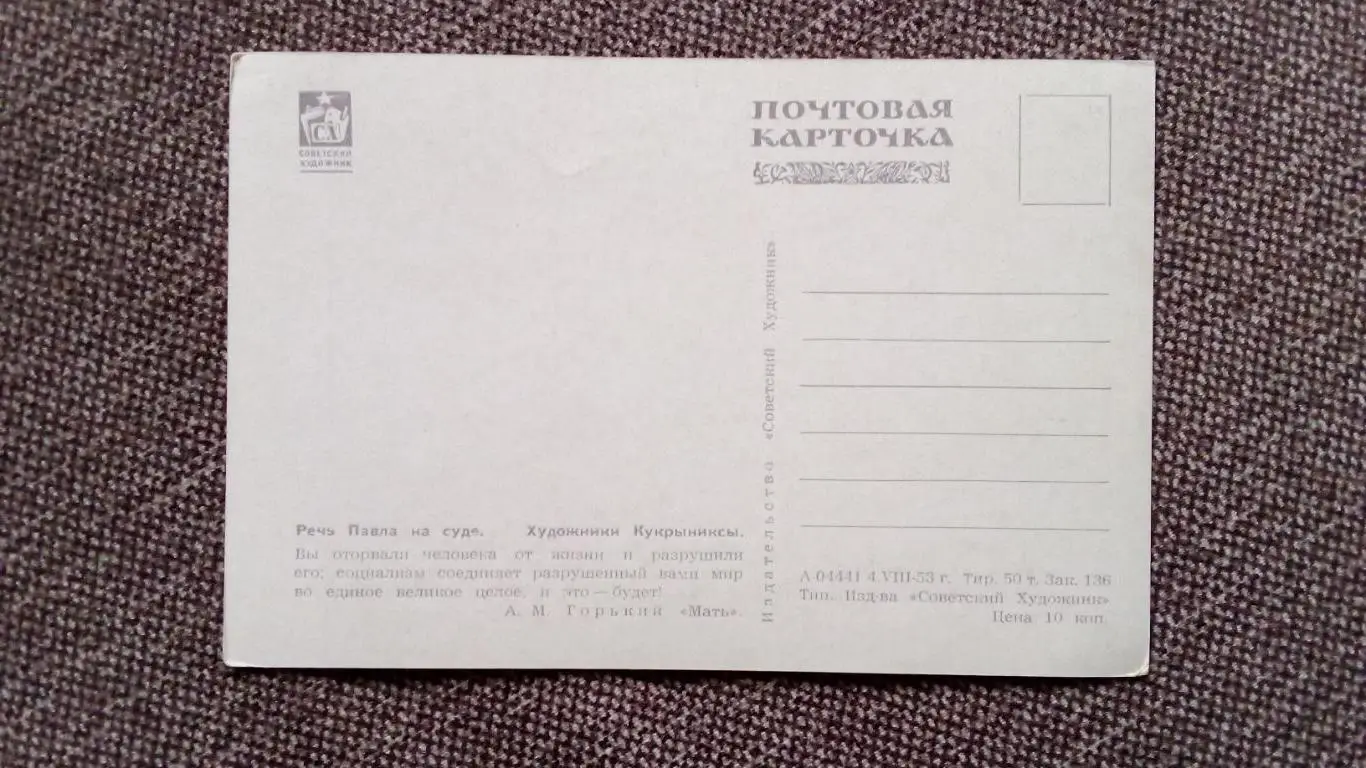 СХ
СОВЕТСКИЙ
ХУДОЖНИК
ПОЧТОВАЯ
КАРТОЧКА
Речь Павла на суде. Художники Кукрыниксы.
Вы оторвали человека от жизни и разрушили
его; социализм соединяет разрушенный вами мир
во единое великое целое, и это — будет!
А. М. Горький «Мать».
Издательство «Советский Художник»
А 04441 4.VIII-53 г. Тир. 50 т. Зак. 136
Тип. Изд-ва «Советский Художник»
Цена 10 коп.